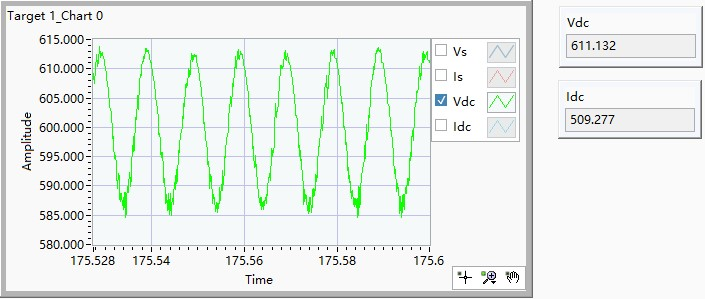 Target 1_Chart 0
615.000
610.000
605.000
600.000
595.000
590.000
585.000
580.000
Amplitude
175.528 175.54 175.56 175.58 175.6
Time
Vs
Is
Vdc
Idc
Vdc
611.132
Idc
509.277